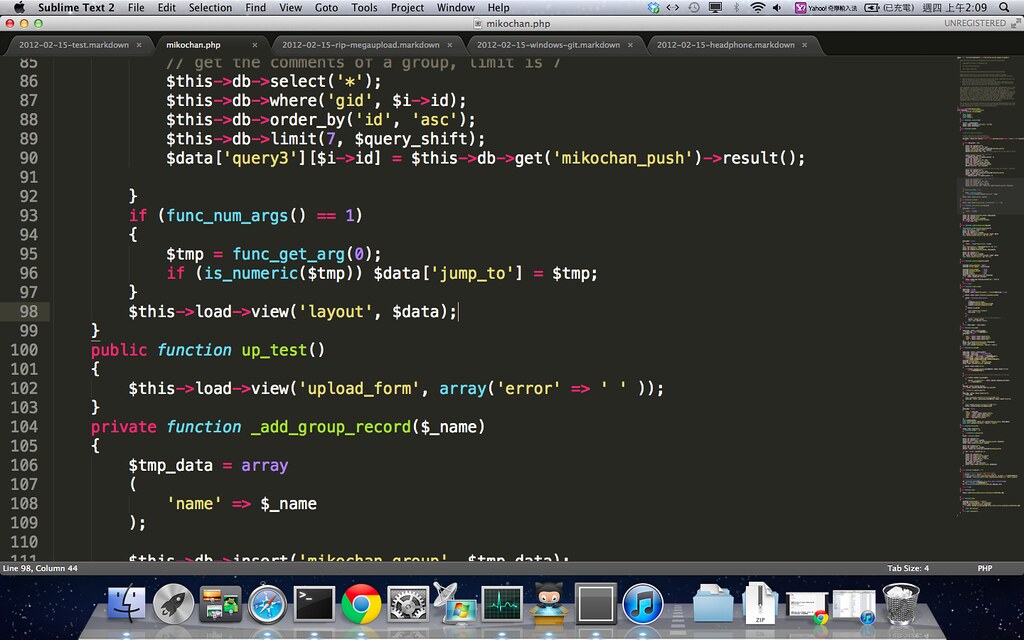 Sublime Text 2 File Edit Selection Find View Goto Tools Project Window Help Yahoo! 奇摩輸入法 (已充電) 週四 上午2:09
mikochan.php UNREGISTERED
2012-02-15-test.markdown × mikochan.php × 2012-02-15-rip-megaupload.markdown × 2012-02-15-windows-git.markdown × 2012-02-15-headphone.markdown ×
85 // get the comments of a group, limit is 7
86 $this->db->select('*');
87 $this->db->where('gid', $i->id);
88 $this->db->order_by('id', 'asc');
89 $this->db->limit(7, $query_shift);
90 $data['query3'][$i->id] = $this->db->get('mikochan_push')->result();
91
92 }
93 if (func_num_args() == 1)
94 {
95 $tmp = func_get_arg(0);
96 if (is_numeric($tmp)) $data['jump_to'] = $tmp;
97 }
98 $this->load->view('layout', $data);
99 }
100 public function up_test()
101 {
102 $this->load->view('upload_form', array('error' => ' ' ));
103 }
104 private function _add_group_record($_name)
105 {
106 $tmp_data = array
107 (
108 'name' => $_name
109 );
110
111 $this->db->insert('mikochan_group', $tmp_data);
Line 98, Column 44 Tab Size: 4 PHP
ZIP